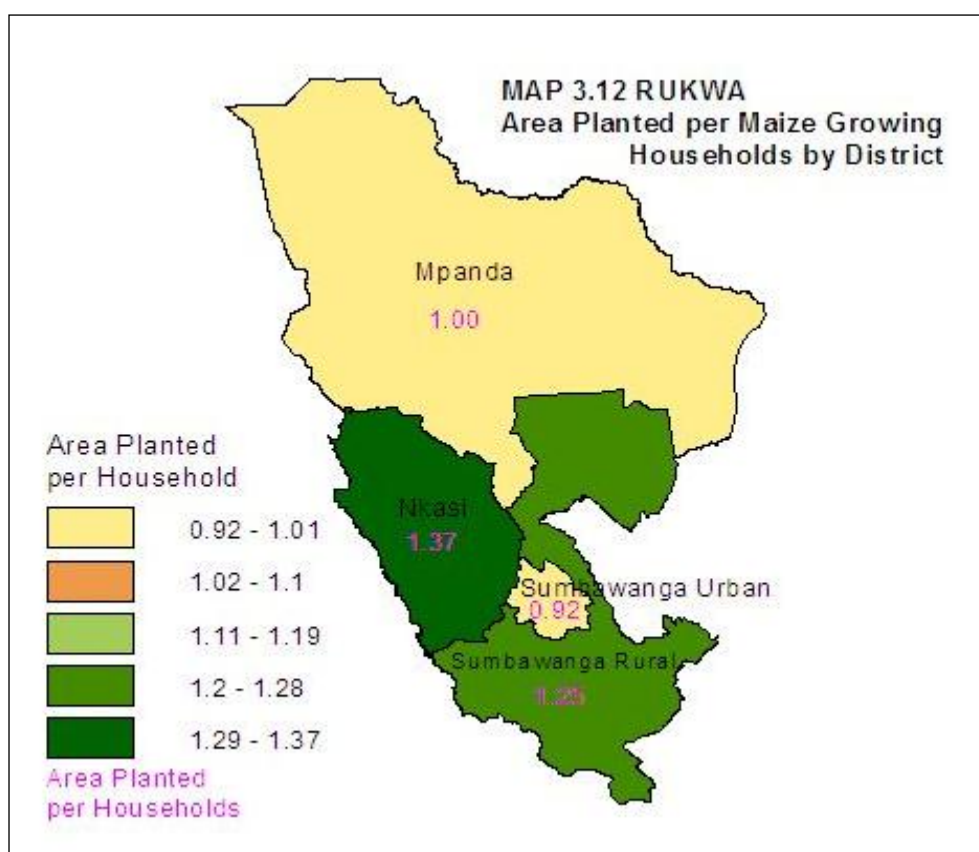 MAP 3.12 RUKWA
Area Planted per Maize Growing
Households by District
Mpanda
1.00
Area Planted
per Household
0.92 - 1.01
1.02 - 1.1
1.11 - 1.19
1.2 - 1.28
1.29 - 1.37
Area Planted
per Households
Nkasi
1.37
Sumbawanga Urban
0.92
Sumbawanga Rural
1.25